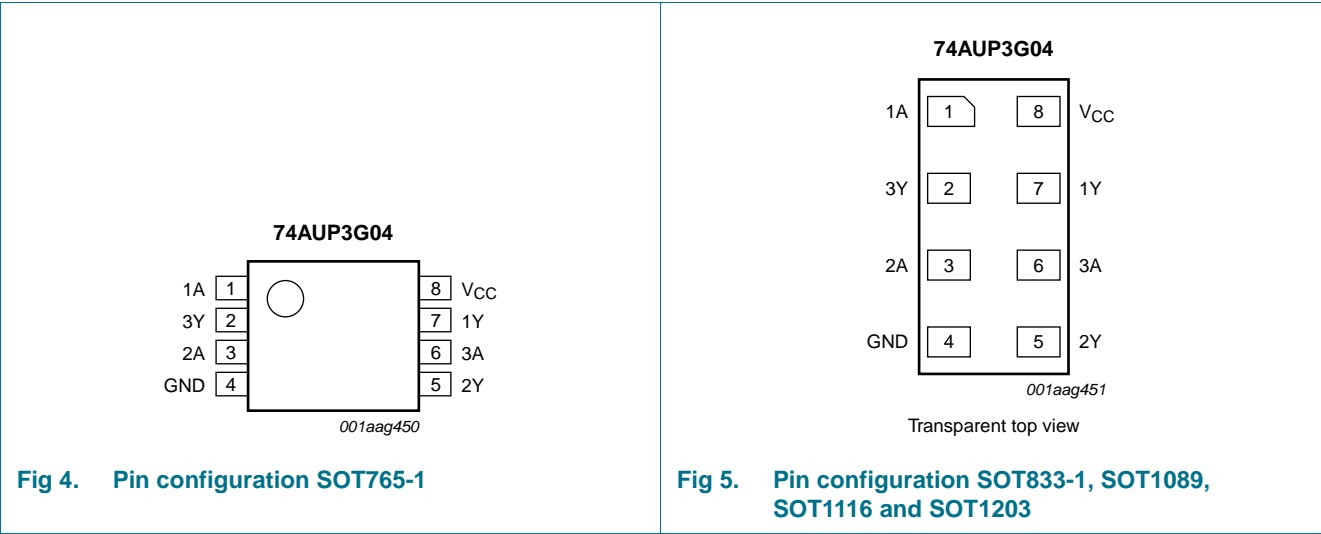 74AUP3G04
1A 1 8 VCC
3Y 2 7 1Y
2A 3 6 3A
GND 4 5 2Y
001aag450
Fig 4. Pin configuration SOT765-1
74AUP3G04
1A 1 8 VCC
3Y 2 7 1Y
2A 3 6 3A
GND 4 5 2Y
001aag451
Transparent top view
Fig 5. Pin configuration SOT833-1, SOT1089,
SOT1116 and SOT1203